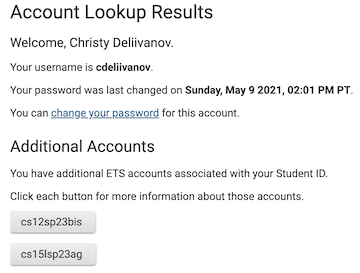 Account Lookup Results
Welcome, Christy Deliivanov.
Your username is cdeliivanov.
Your password was last changed on Sunday, May 9 2021, 02:01 PM PT.
You can change your password for this account.
Additional Accounts
You have additional ETS accounts associated with your Student ID.
Click each button for more information about those accounts.
cs12sp23bis
cs15lsp23ag